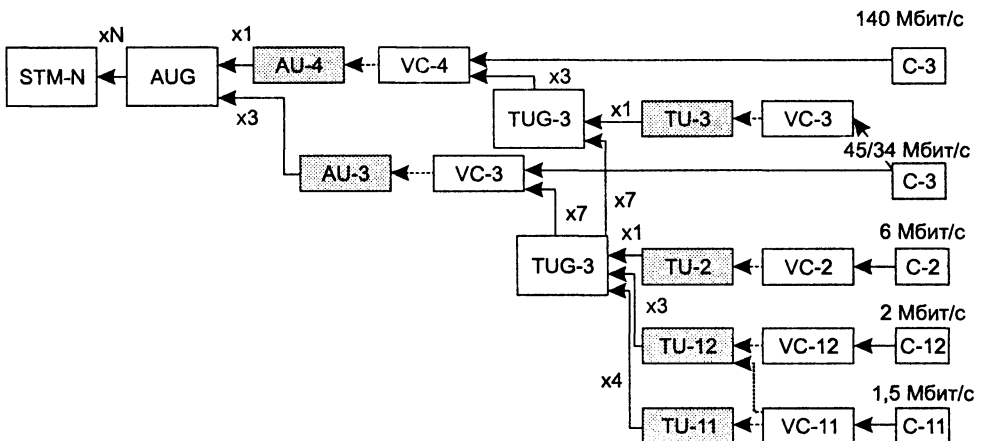 140 Мбит/с
xN
x1
STM-N
AUG
AU-4
VC-4
C-3
x3
x3
TUG-3
x1
TU-3
VC-3
45/34 Мбит/с
AU-3
VC-3
C-3
x7
x7
6 Мбит/с
TUG-3
x1
TU-2
VC-2
C-2
x3
2 Мбит/с
TU-12
VC-12
C-12
x4
1,5 Мбит/с
TU-11
VC-11
C-11